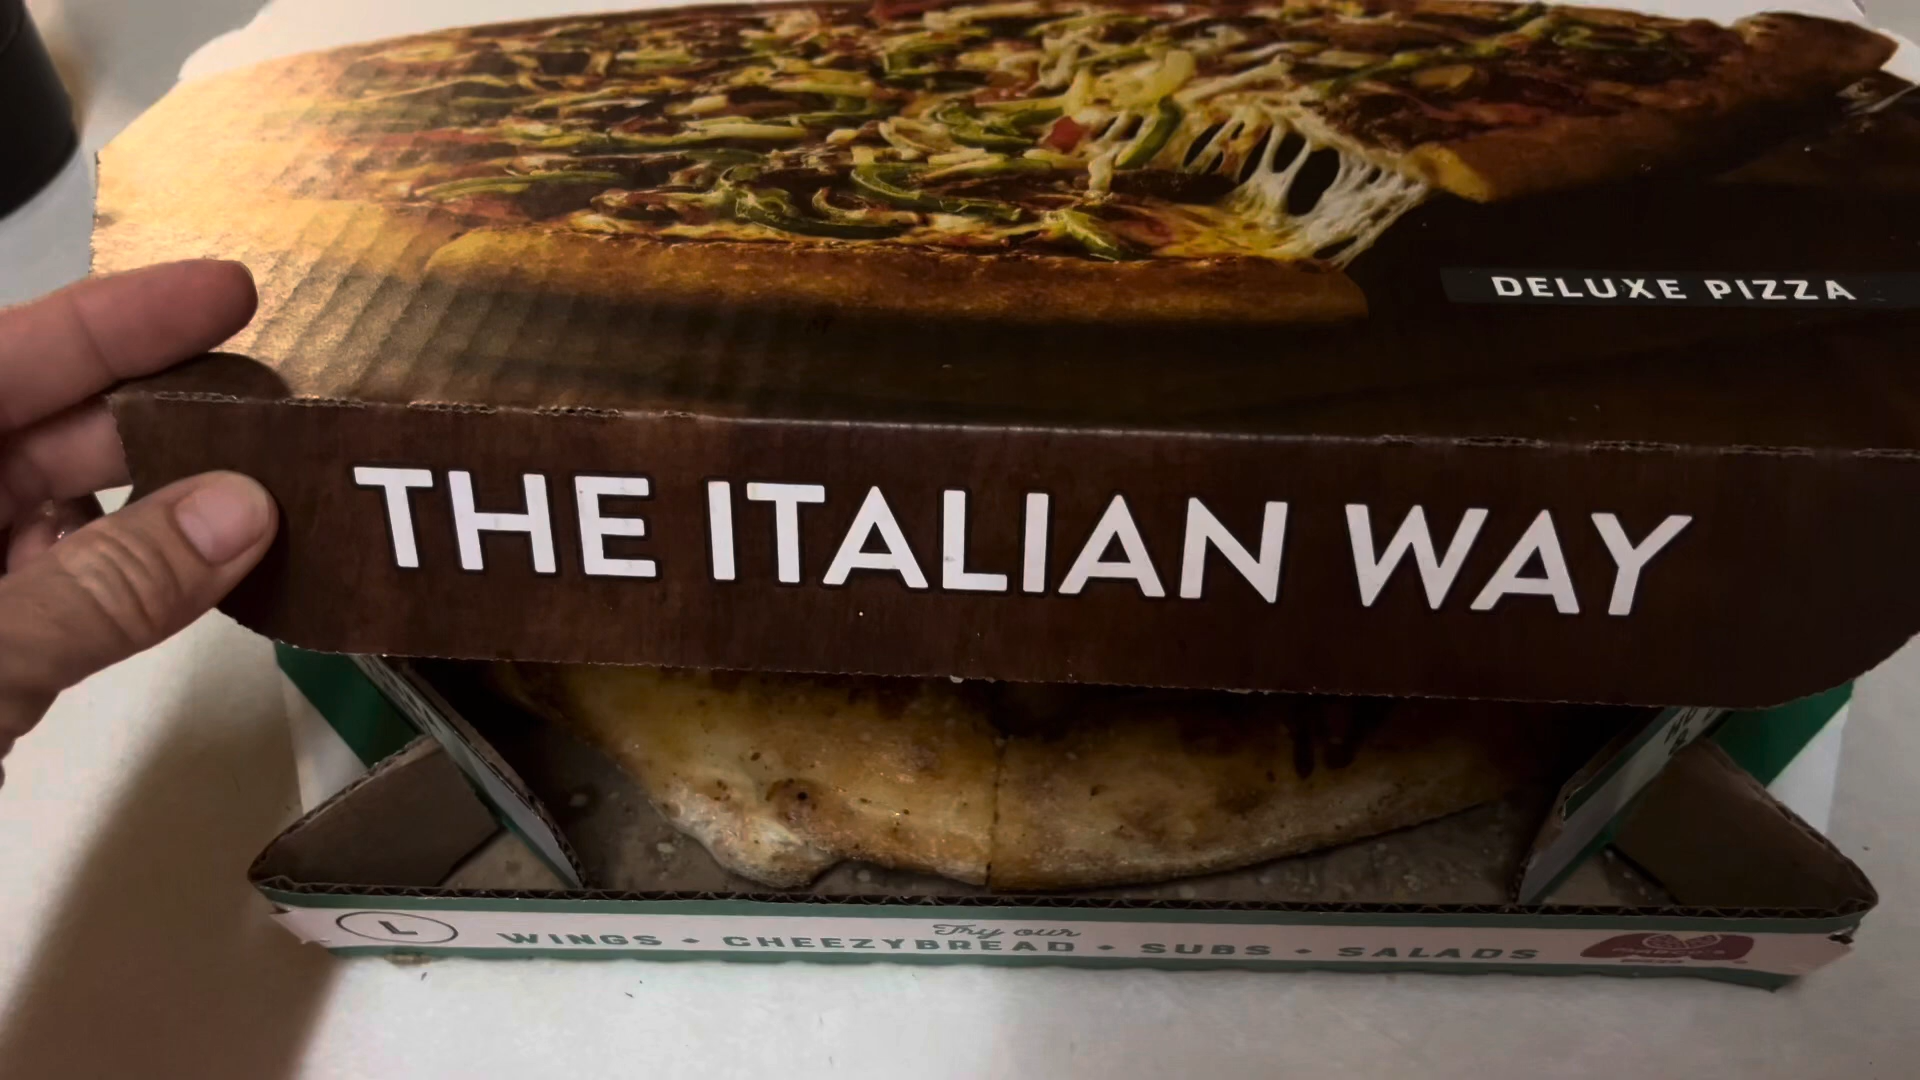 DELUXE PIZZA
THE ITALIAN WAY
L
Try our
WINGS • CHEEZYBREAD • SUBS • SALADS